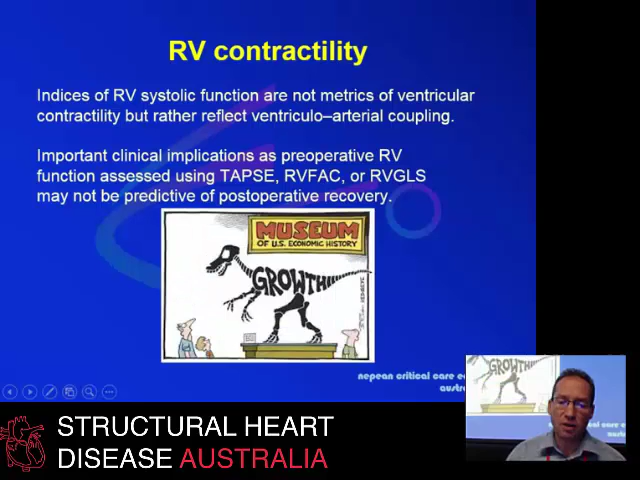 RV contractility
Indices of RV systolic function are not metrics of ventricular
contractility but rather reflect ventriculo–arterial coupling.
Important clinical implications as preoperative RV
function assessed using TAPSE, RVFAC, or RVGLS
may not be predictive of postoperative recovery.
MUSEUM
OF U.S. ECONOMIC HISTORY
GROWTH
nepean critical care
GROWTH
STRUCTURAL HEART
DISEASE AUSTRALIA